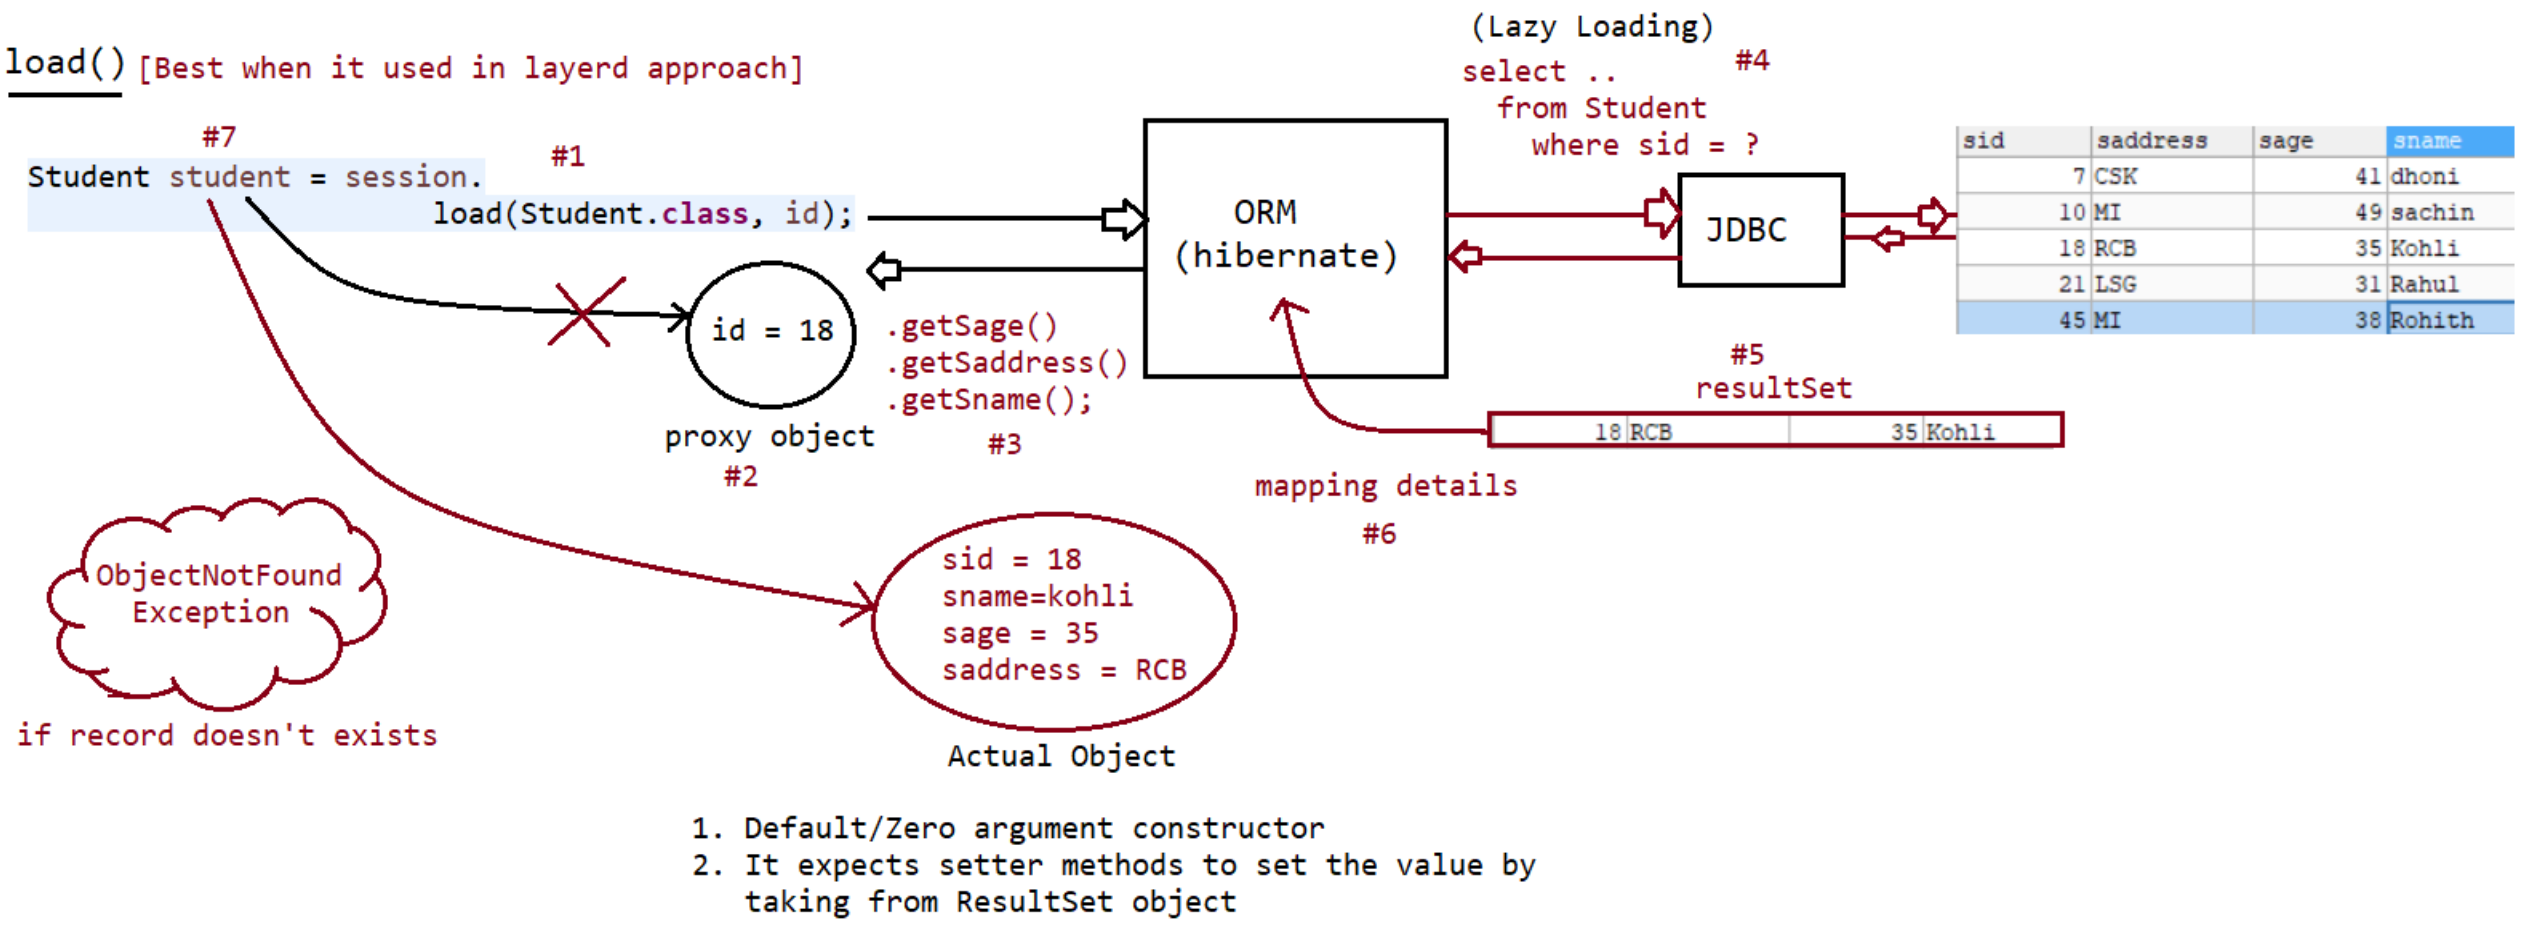 (Lazy Loading)
load() [Best when it used in layerd approach]
#4
select ..
from Student
where sid = ?
#7
#1
Student student = session.
load(Student.class, id);
ORM
(hibernate)
JDBC
sid saddress sage sname
7 CSK 41 dhoni
10 MI 49 sachin
18 RCB 35 Kohli
21 LSG 31 Rahul
45 MI 38 Rohith
id = 18
proxy object
#2
.getSage()
.getSaddress()
.getSname();
#3
#5
resultSet
18 RCB 35 Kohli
mapping details
#6
ObjectNotFound
Exception
if record doesn't exists
sid = 18
sname=kohli
sage = 35
saddress = RCB
Actual Object
1. Default/Zero argument constructor
2. It expects setter methods to set the value by
taking from ResultSet object